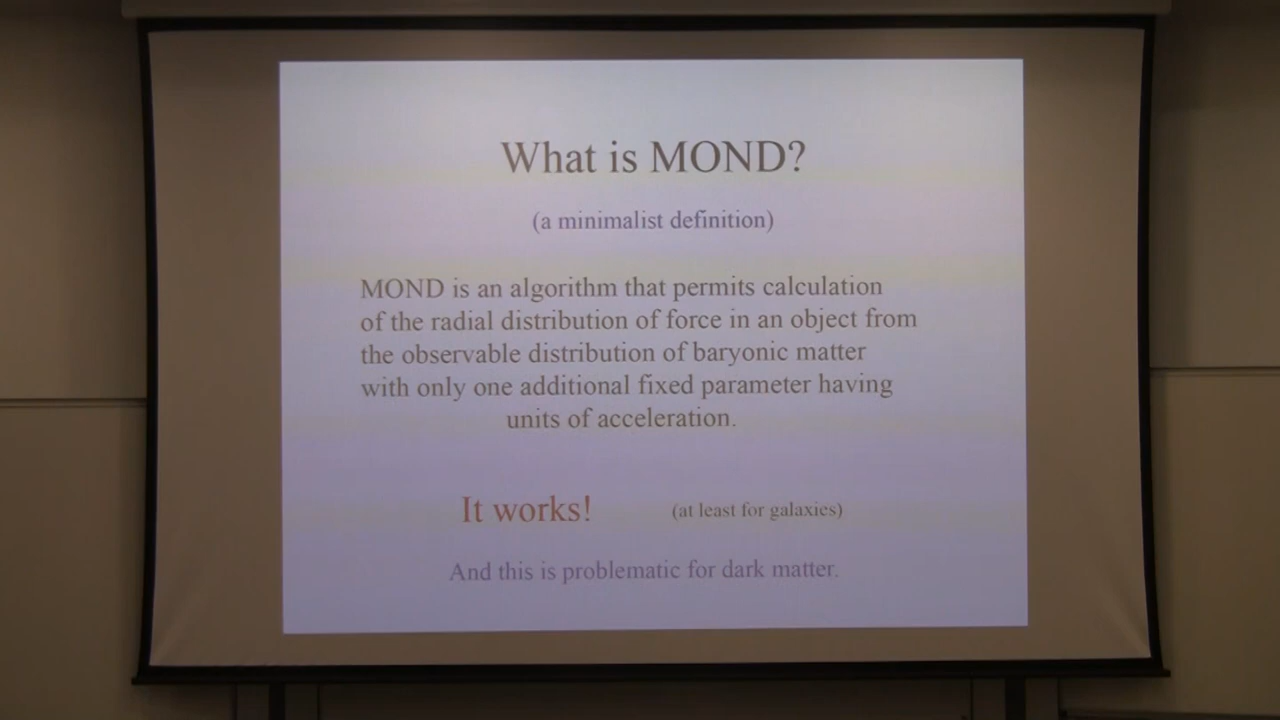 What is MOND?
(a minimalist definition)
MOND is an algorithm that permits calculation
of the radial distribution of force in an object from
the observable distribution of baryonic matter
with only one additional fixed parameter having
units of acceleration.
It works! (at least for galaxies)
And this is problematic for dark matter.